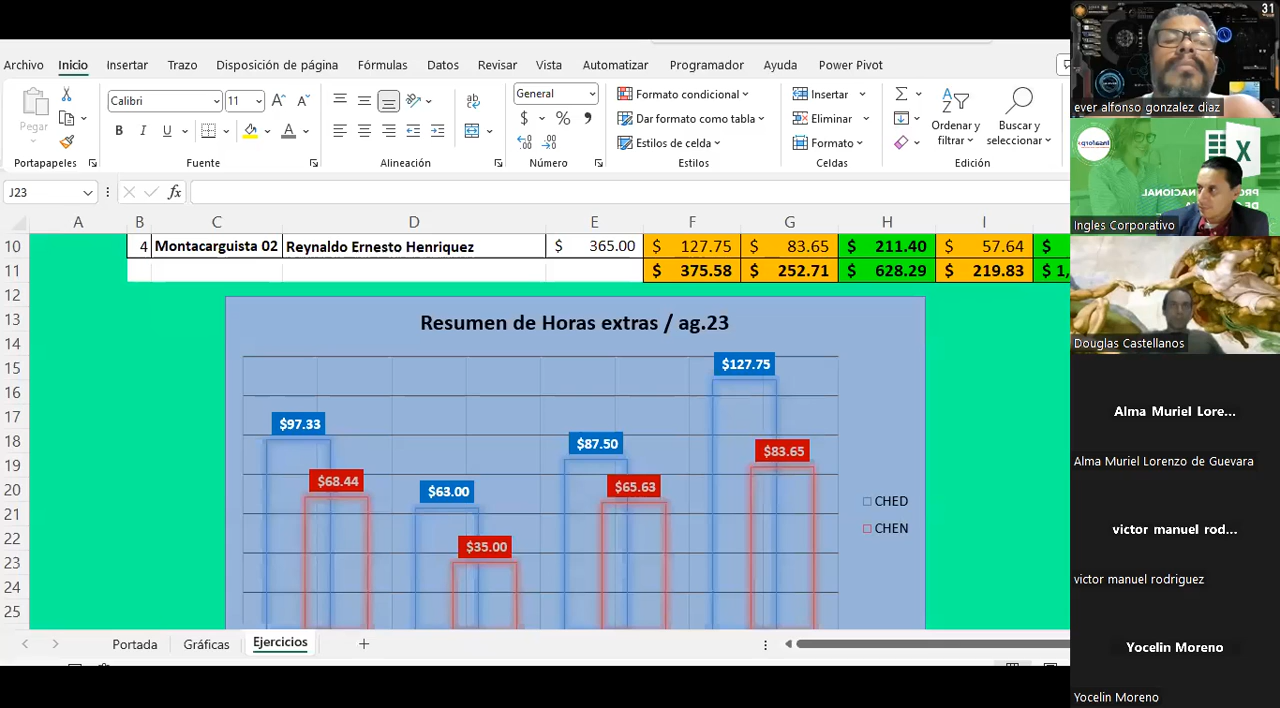 Archivo Inicio Insertar Trazo Disposición de página Fórmulas Datos Revisar Vista Automatizar Programador Ayuda Power Pivot
Pegar
Portapapeles
Calibri 11
N K S
Fuente
Alineación
General
$ % 
Número
Formato condicional
Dar formato como tabla
Estilos de celda
Estilos
Insertar
Eliminar
Formato
Celdas
Ordenar y filtrar
Buscar y seleccionar
Edición
J23
fx
A B C D E F G H I
10 4 Montacarguista 02 Reynaldo Ernesto Henriquez $ 365.00 $ 127.75 $ 83.65 $ 211.40 $ 57.64 $
11 $ 375.58 $ 252.71 $ 628.29 $ 219.83 $ 1,
12
13
14
15
16
17
18
19
20
21
22
23
24
25
Resumen de Horas extras / ag.23
$97.33
$68.44
$63.00
$35.00
$87.50
$65.63
$127.75
$83.65
CHED
CHEN
Portada Gráficas Ejercicios
31
ever alfonso gonzalez diaz
Ingles Corporativo
Douglas Castellanos
Alma Muriel Lore...
Alma Muriel Lorenzo de Guevara
victor manuel rod...
victor manuel rodriguez
Yocelin Moreno
Yocelin Moreno